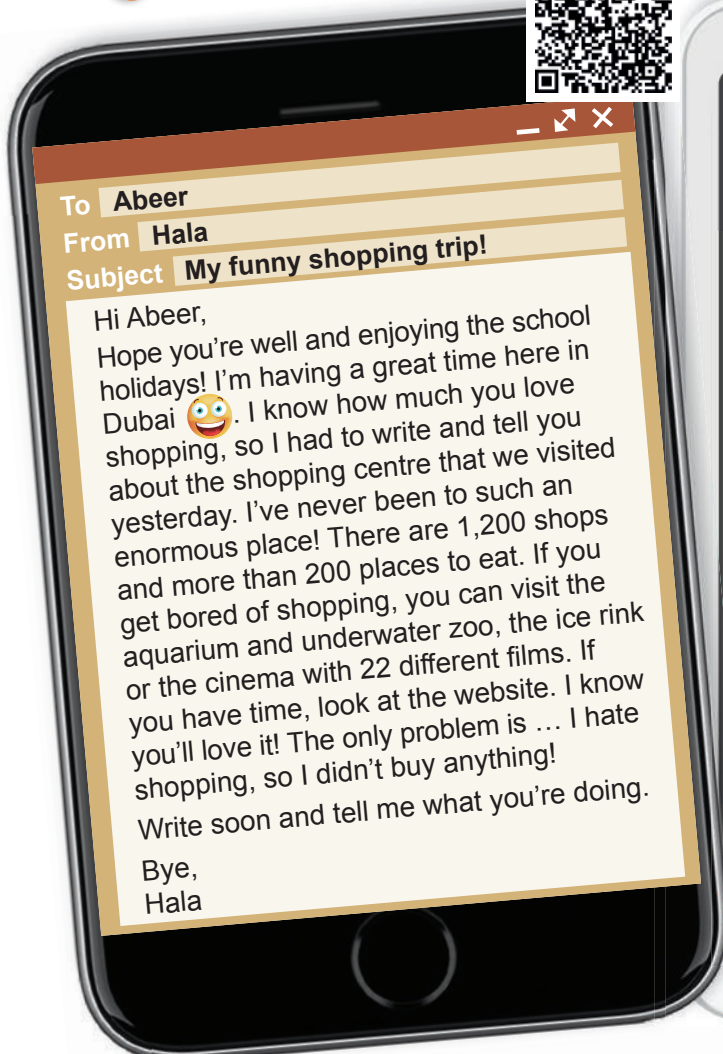 To Abeer
From Hala
Subject My funny shopping trip!
Hi Abeer,
Hope you're well and enjoying the school
holidays! I'm having a great time here in
Dubai 🤪. I know how much you love
shopping, so I had to write and tell you
about the shopping centre that we visited
yesterday. I've never been to such an
enormous place! There are 1,200 shops
and more than 200 places to eat. If you
get bored of shopping, you can visit the
aquarium and underwater zoo, the ice rink
or the cinema with 22 different films. If
you have time, look at the website. I know
you'll love it! The only problem is … I hate
shopping, so I didn't buy anything!
Write soon and tell me what you're doing.
Bye,
Hala